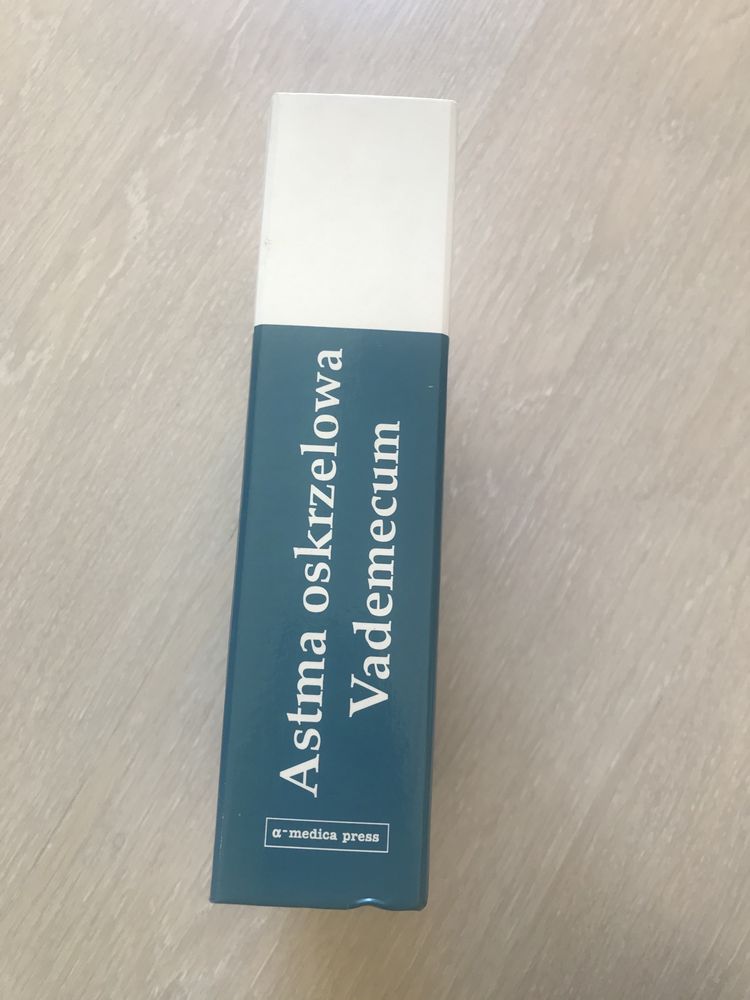 Astma oskrzelowa
Vademecum
α-medica press